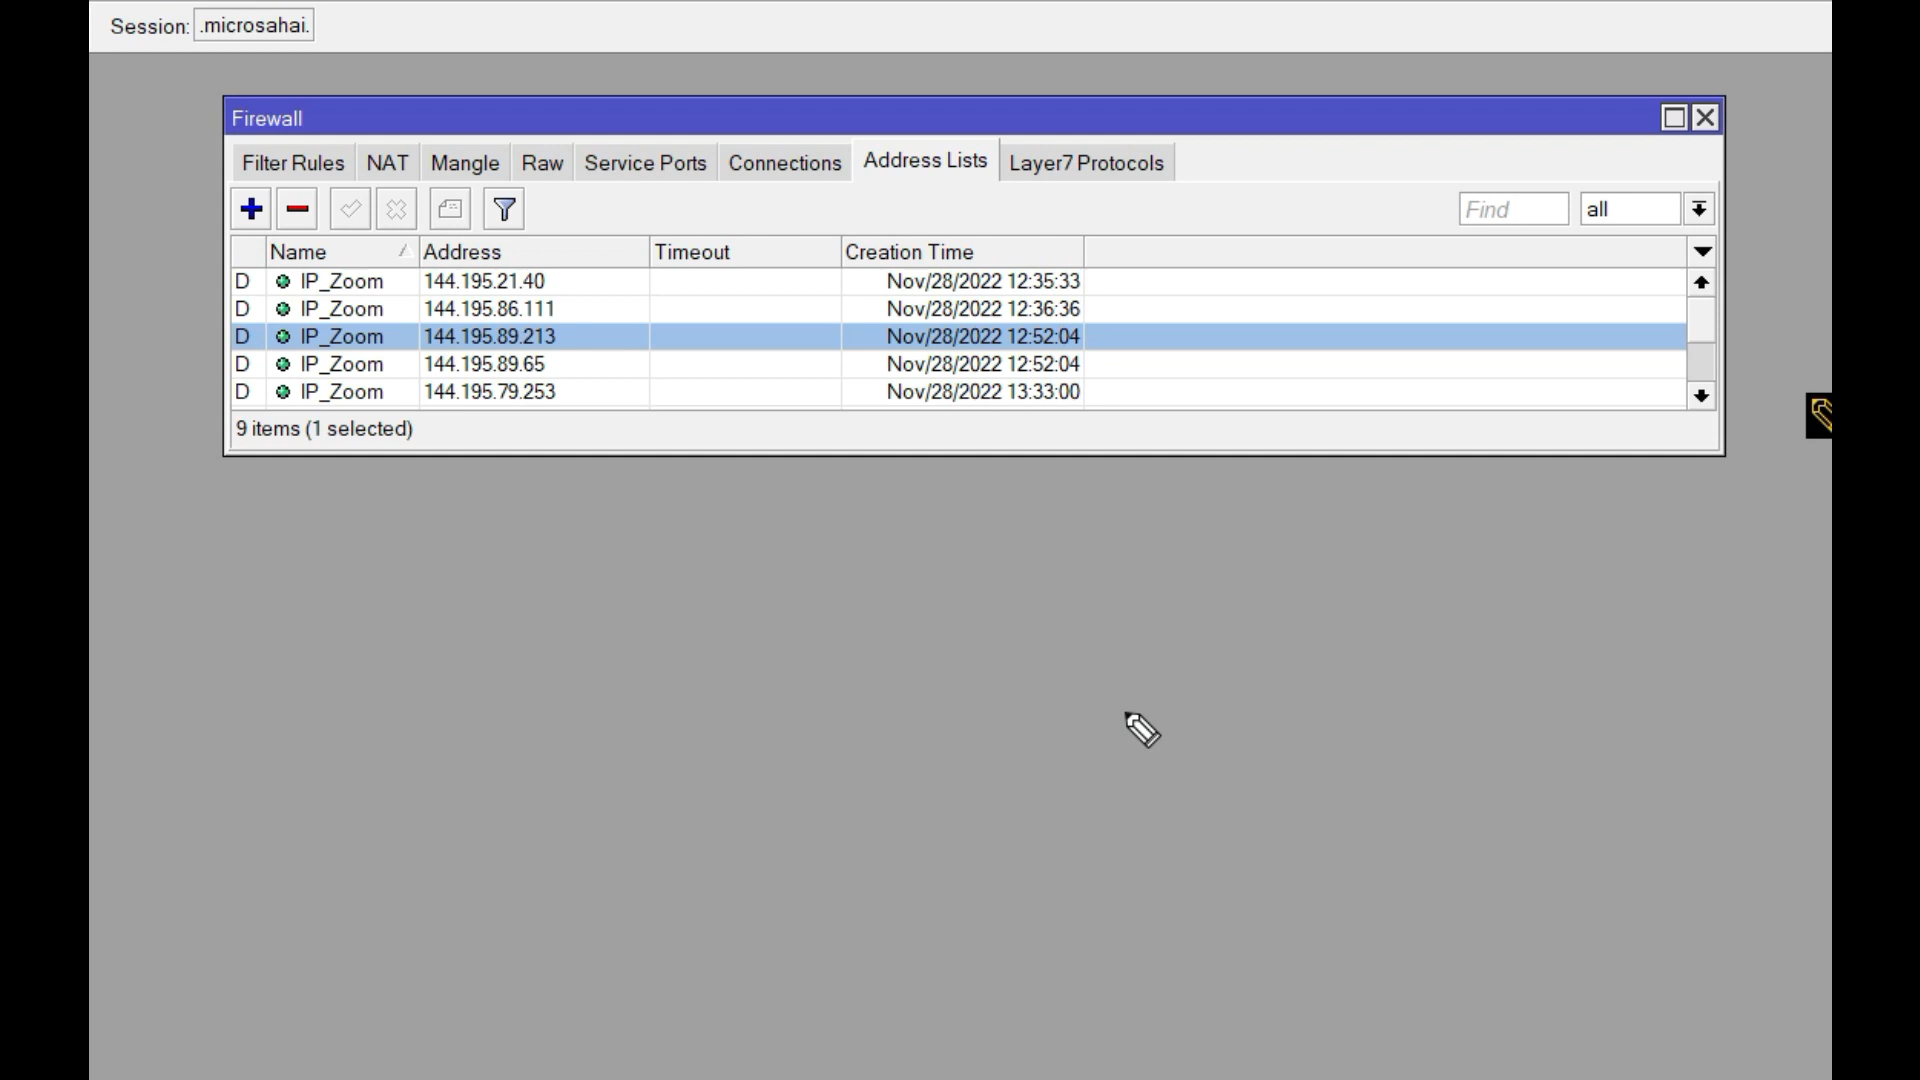 Session: .microsahai.
Firewall
Filter Rules NAT Mangle Raw Service Ports Connections Address Lists Layer7 Protocols
Find all
Name Address Timeout Creation Time
D IP_Zoom 144.195.21.40 Nov/28/2022 12:35:33
D IP_Zoom 144.195.86.111 Nov/28/2022 12:36:36
D IP_Zoom 144.195.89.213 Nov/28/2022 12:52:04
D IP_Zoom 144.195.89.65 Nov/28/2022 12:52:04
D IP_Zoom 144.195.79.253 Nov/28/2022 13:33:00
9 items (1 selected)